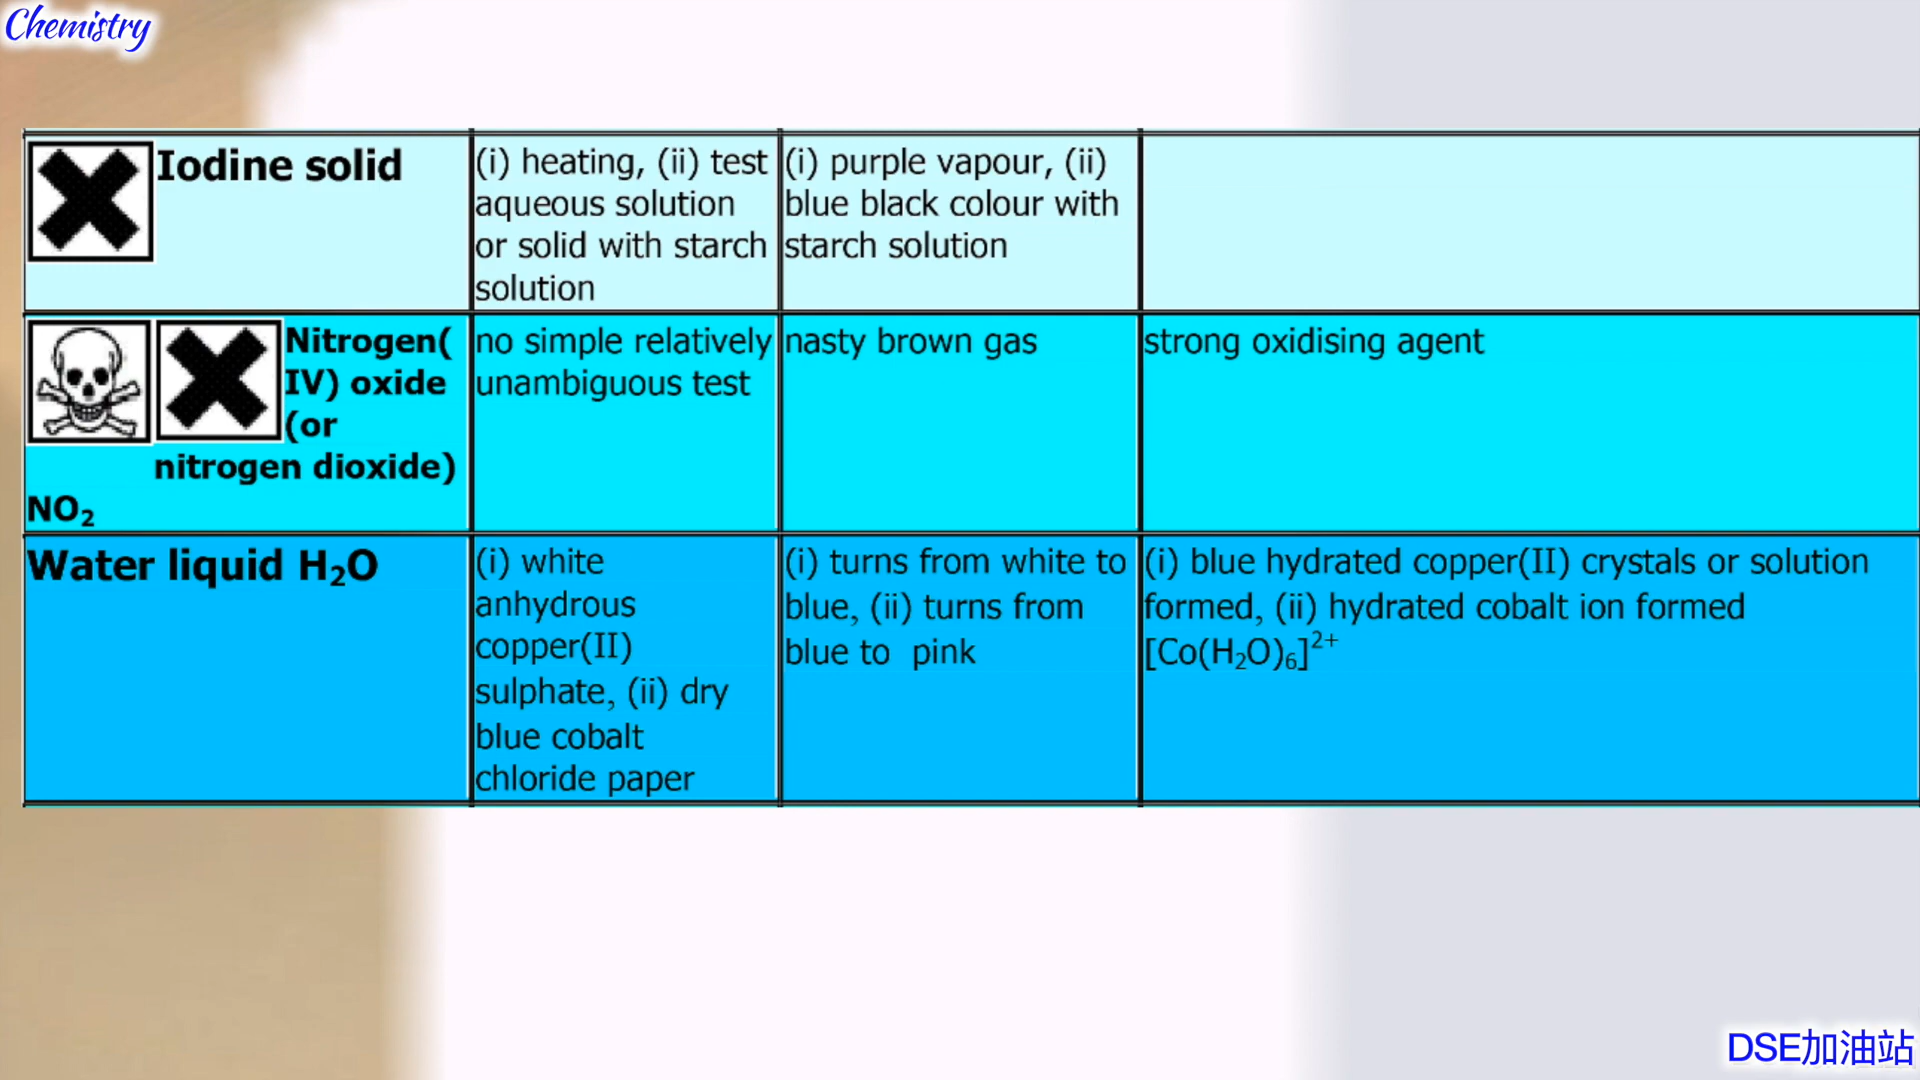 Chemistry
Iodine solid
(i) heating, (ii) test
aqueous solution
or solid with starch
solution
(i) purple vapour, (ii)
blue black colour with
starch solution
Nitrogen(
IV) oxide
(or
nitrogen dioxide)
NO₂
no simple relatively
unambiguous test
nasty brown gas
strong oxidising agent
Water liquid H₂O
(i) white
anhydrous
copper(II)
sulphate, (ii) dry
blue cobalt
chloride paper
(i) turns from white to
blue, (ii) turns from
blue to pink
(i) blue hydrated copper(II) crystals or solution
formed, (ii) hydrated cobalt ion formed
[Co(H₂O)₆]²⁺
DSE加油站